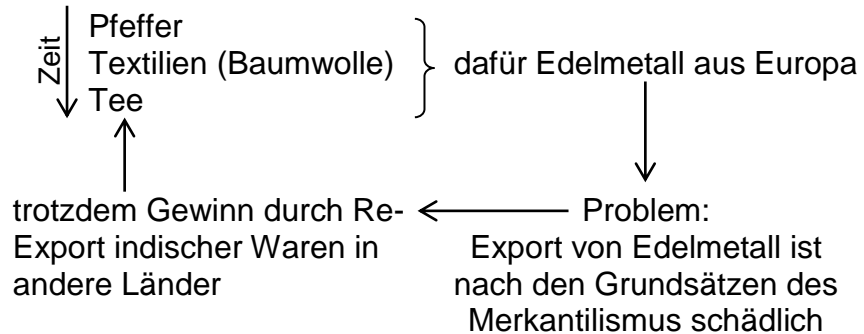 Zeit
Pfeffer
Textilien (Baumwolle)
Tee
dafür Edelmetall aus Europa
trotzdem Gewinn durch Re-
Export indischer Waren in
andere Länder
Problem:
Export von Edelmetall ist
nach den Grundsätzen des
Merkantilismus schädlich